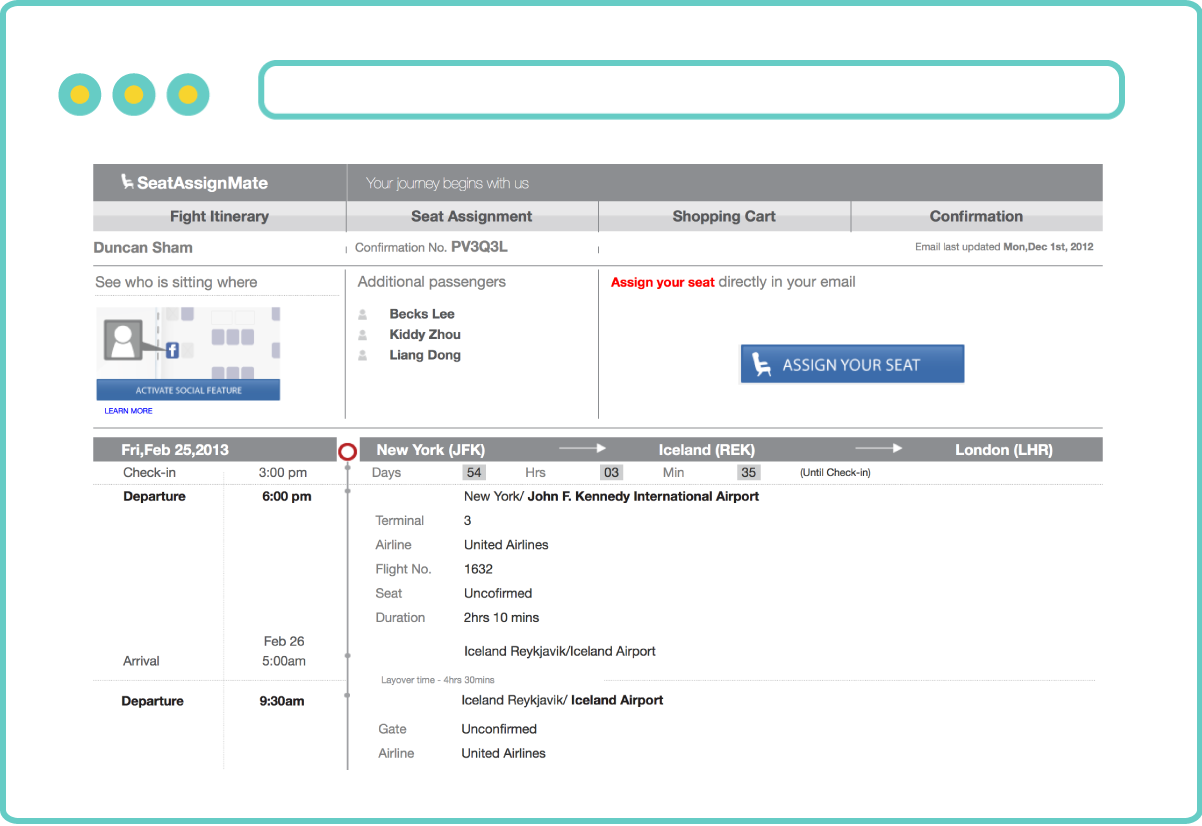 SeatAssignMate Your journey begins with us
Fight Itinerary Seat Assignment Shopping Cart Confirmation
Duncan Sham Confirmation No. PV3Q3L Email last updated Mon,Dec 1st, 2012
See who is sitting where Additional passengers Assign your seat directly in your email
Becks Lee
Kiddy Zhou
Liang Dong
f
ASSIGN YOUR SEAT
ACTIVATE SOCIAL FEATURE
LEARN MORE
Fri,Feb 25,2013 New York (JFK) Iceland (REK) London (LHR)
Check-in 3:00 pm Days 54 Hrs 03 Min 35 (Until Check-in)
Departure 6:00 pm New York/ John F. Kennedy International Airport
Terminal 3
Airline United Airlines
Flight No. 1632
Seat Uncofirmed
Duration 2hrs 10 mins
Feb 26
Iceland Reykjavik/Iceland Airport
Arrival 5:00am
Layover time - 4hrs 30mins
Departure 9:30am Iceland Reykjavik/ Iceland Airport
Gate Unconfirmed
Airline United Airlines